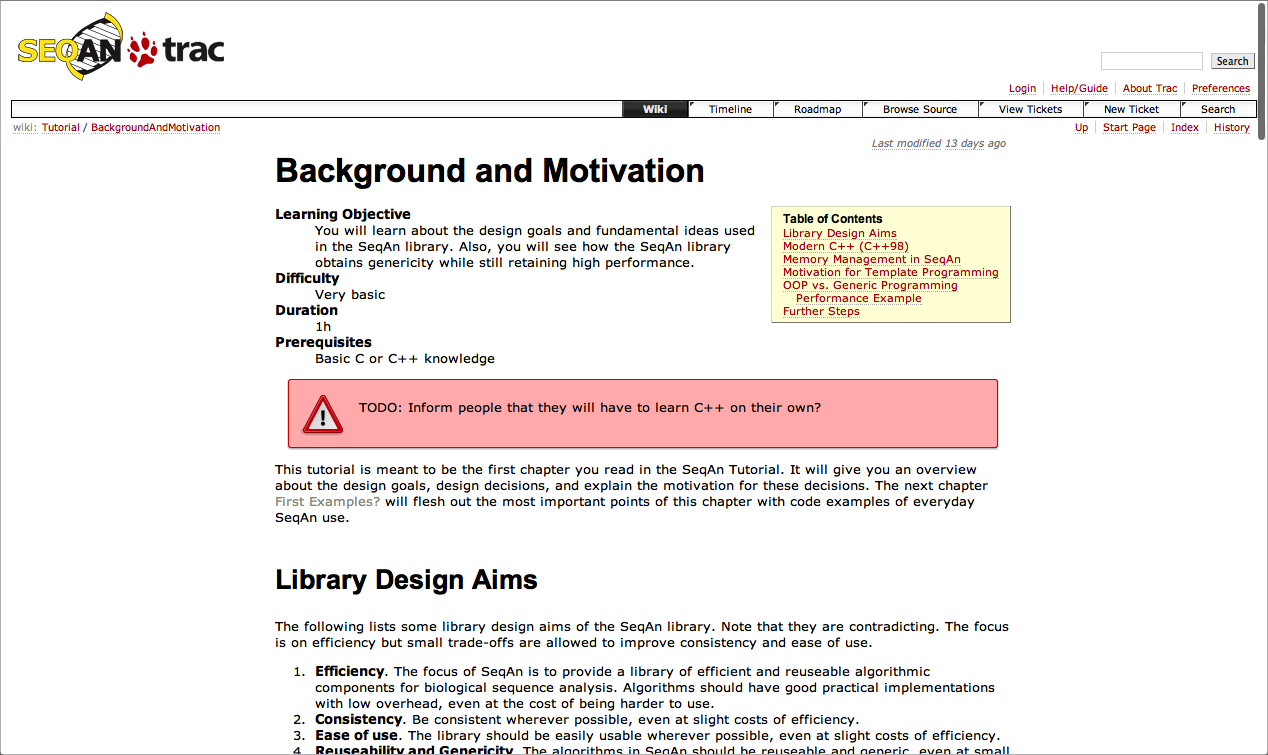 SEQAN trac
Search
Login Help/Guide About Trac Preferences
Wiki Timeline Roadmap Browse Source View Tickets New Ticket Search
wiki: Tutorial / BackgroundAndMotivation
Up Start Page Index History
Last modified 13 days ago
Background and Motivation
Learning Objective
You will learn about the design goals and fundamental ideas used
in the SeqAn library. Also, you will see how the SeqAn library
obtains genericity while still retaining high performance.
Difficulty
Very basic
Duration
1h
Prerequisites
Basic C or C++ knowledge
Table of Contents
Library Design Aims
Modern C++ (C++98)
Memory Management in SeqAn
Motivation for Template Programming
OOP vs. Generic Programming
Performance Example
Further Steps
!
TODO: Inform people that they will have to learn C++ on their own?
This tutorial is meant to be the first chapter you read in the SeqAn Tutorial. It will give you an overview
about the design goals, design decisions, and explain the motivation for these decisions. The next chapter
First Examples? will flesh out the most important points of this chapter with code examples of everyday
SeqAn use.
Library Design Aims
The following lists some library design aims of the SeqAn library. Note that they are contradicting. The focus
is on efficiency but small trade-offs are allowed to improve consistency and ease of use.
1. Efficiency. The focus of SeqAn is to provide a library of efficient and reuseable algorithmic
components for biological sequence analysis. Algorithms should have good practical implementations
with low overhead, even at the cost of being harder to use.
2. Consistency. Be consistent wherever possible, even at slight costs of efficiency.
3. Ease of use. The library should be easily usable wherever possible, even at slight costs of efficiency.
4. Reuseability and Genericity. The algorithms in SeqAn should be reuseable and generic, even at small